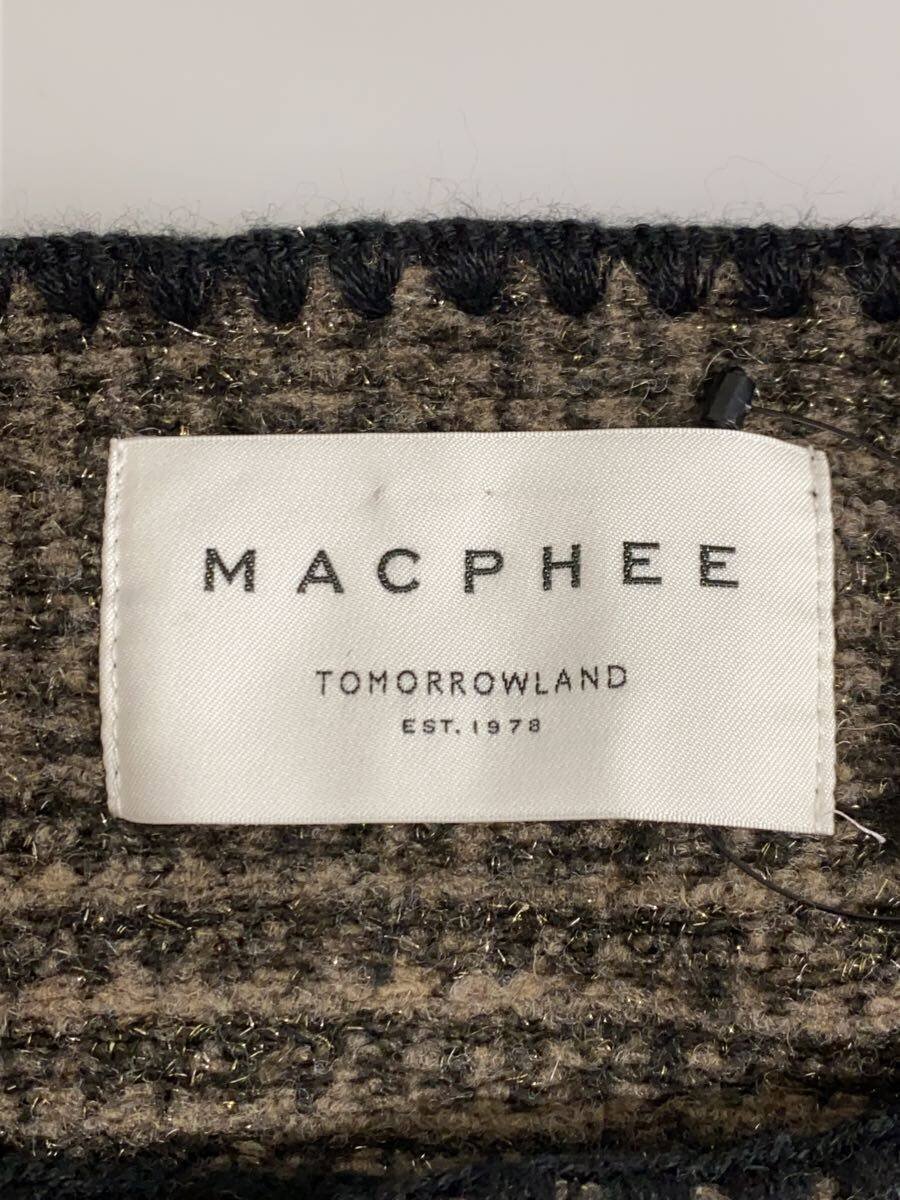 MACPHEE
TOMORROWLAND
EST. 1978